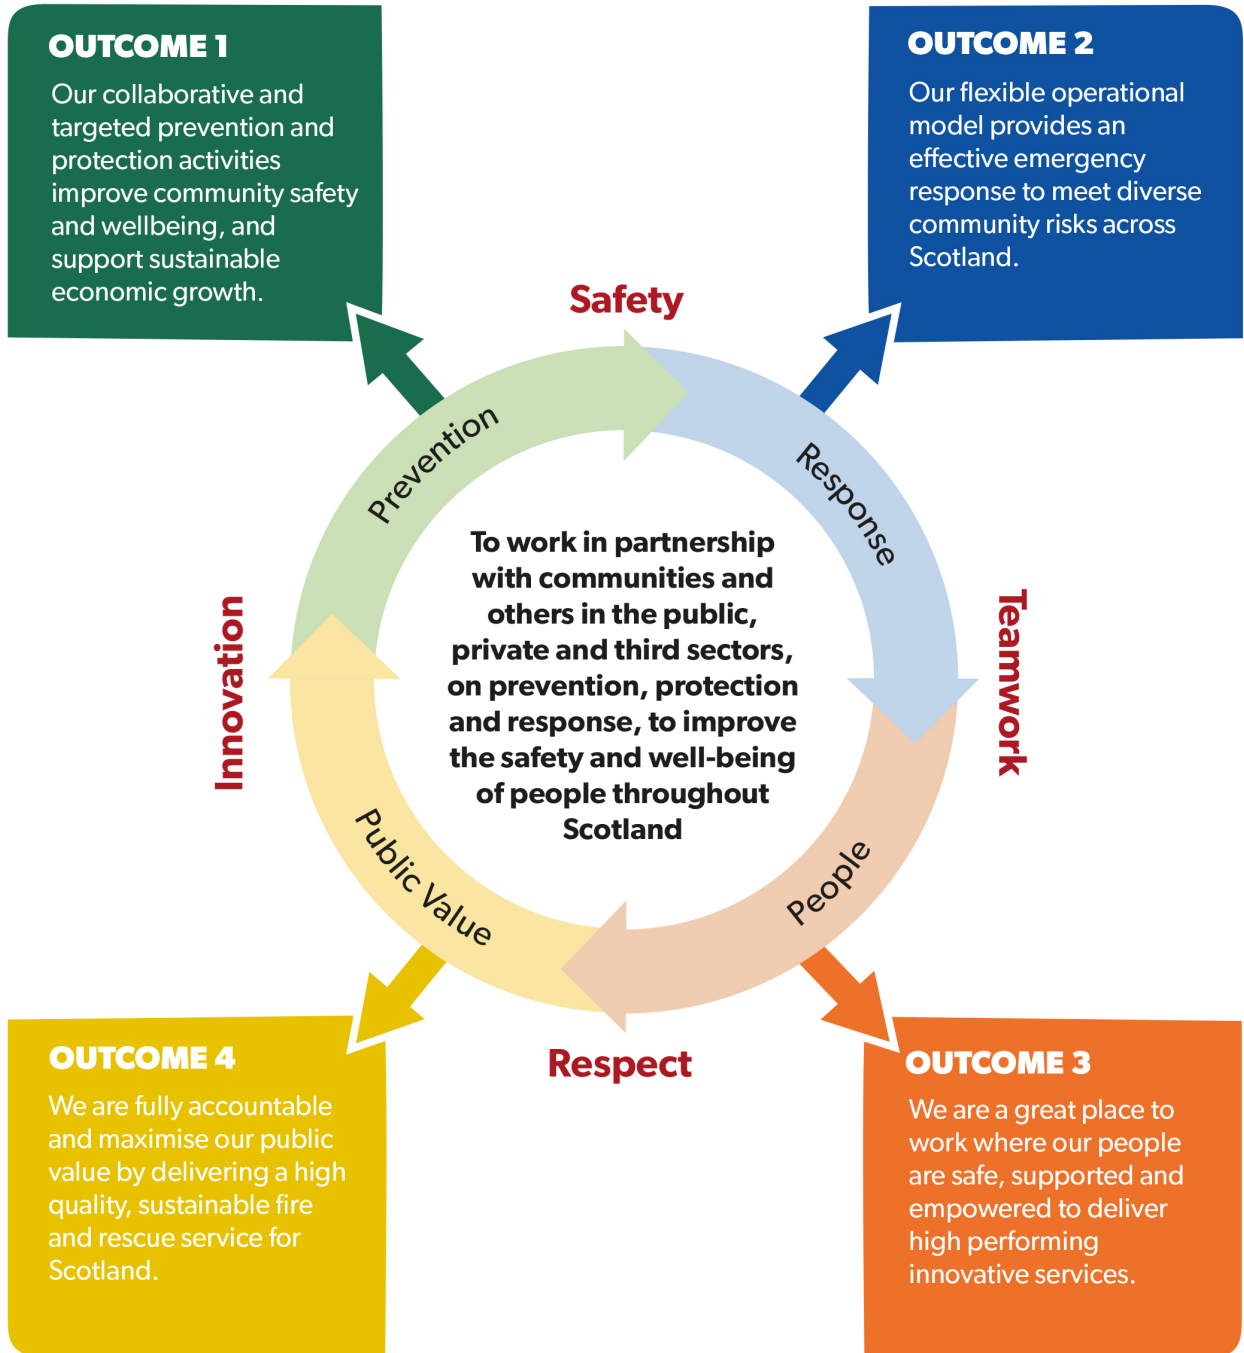 OUTCOME 1
Our collaborative and
targeted prevention and
protection activities
improve community safety
and wellbeing, and
support sustainable
economic growth.
OUTCOME 2
Our flexible operational
model provides an
effective emergency
response to meet diverse
community risks across
Scotland.
Safety
Prevention
Response
Innovation
To work in partnership
with communities and
others in the public,
private and third sectors,
on prevention, protection
and response, to improve
the safety and well-being
of people throughout
Scotland
Teamwork
Public Value
People
Respect
OUTCOME 4
We are fully accountable
and maximise our public
value by delivering a high
quality, sustainable fire
and rescue service for
Scotland.
OUTCOME 3
We are a great place to
work where our people
are safe, supported and
empowered to deliver
high performing
innovative services.